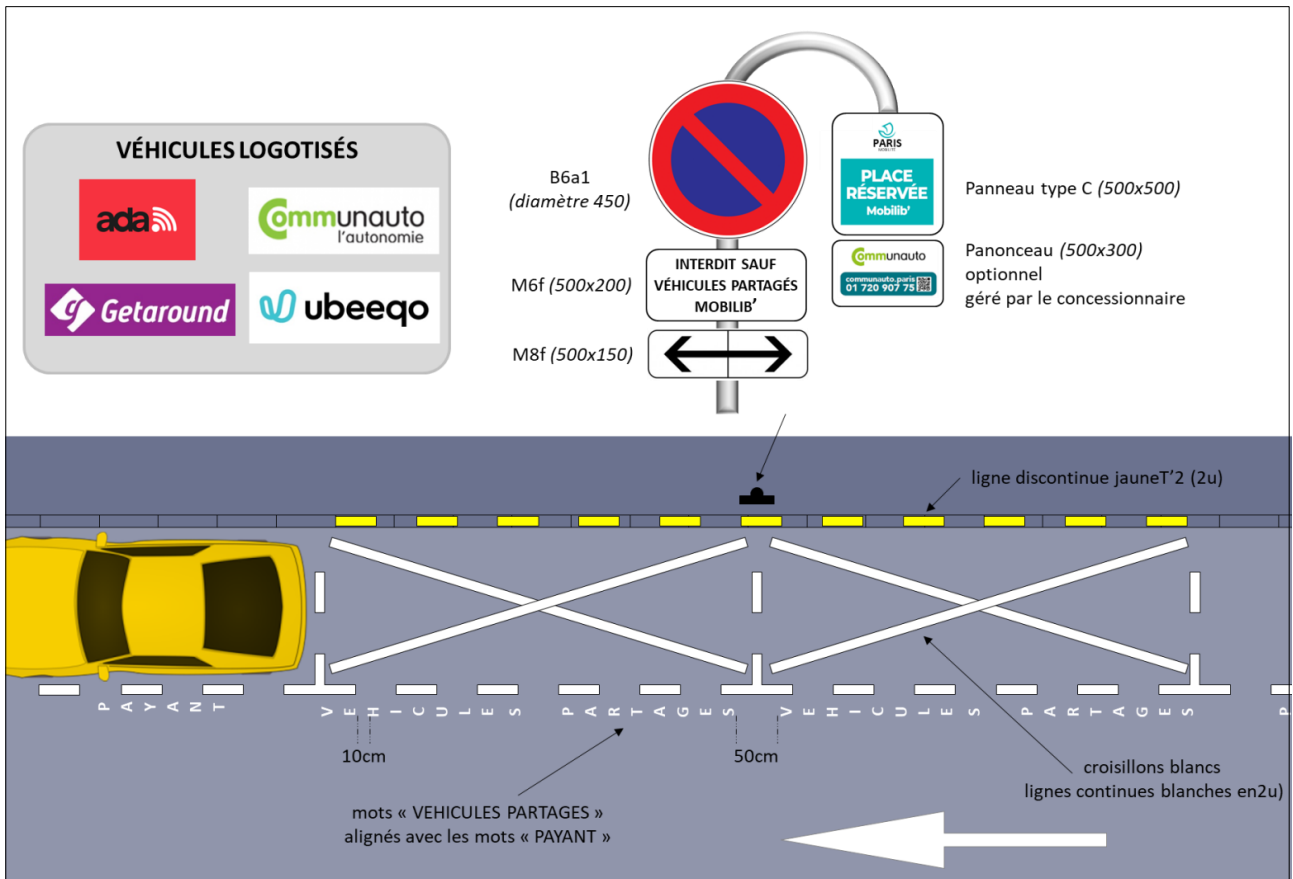 VÉHICULES LOGOTISÉS
ada
Communauto
l'autonomie
Getaround
ubeeqo
B6a1
(diamètre 450)
M6f (500x200)
M8f (500x150)
INTERDIT SAUF
VÉHICULES PARTAGÉS
MOBILIB'
PARIS
PLACE
RÉSERVÉE
Mobilib'
Communauto
communauto.paris
01 720 907 75
Panneau type C (500x500)
Panonceau (500x300)
optionnel
géré par le concessionnaire
ligne discontinue jauneT'2 (2u)
PAYANT VEHICULES PARTAGES VEHICULES PARTAGES P
10cm
50cm
mots « VEHICULES PARTAGES »
alignés avec les mots « PAYANT »
croisillons blancs
lignes continues blanches en2u)